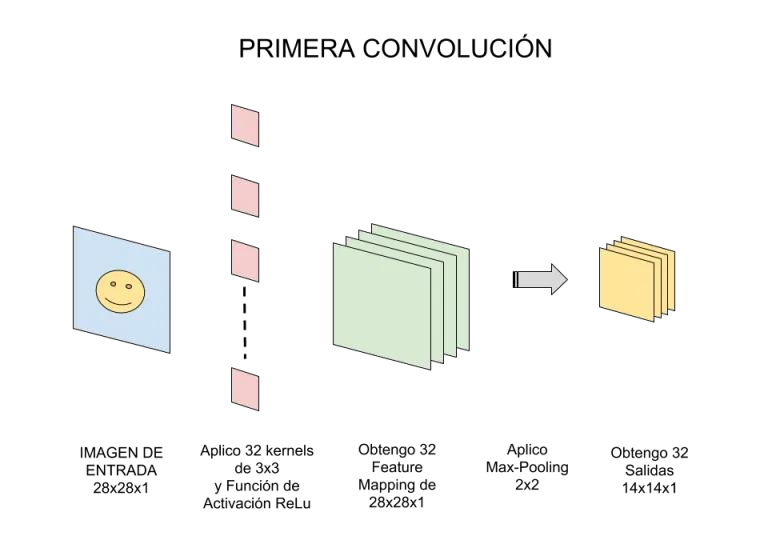 PRIMERA CONVOLUCIÓN
IMAGEN DE
ENTRADA
28x28x1
Aplico 32 kernels
de 3x3
y Función de
Activación ReLu
Obtengo 32
Feature
Mapping de
28x28x1
Aplico
Max-Pooling
2x2
Obtengo 32
Salidas
14x14x1